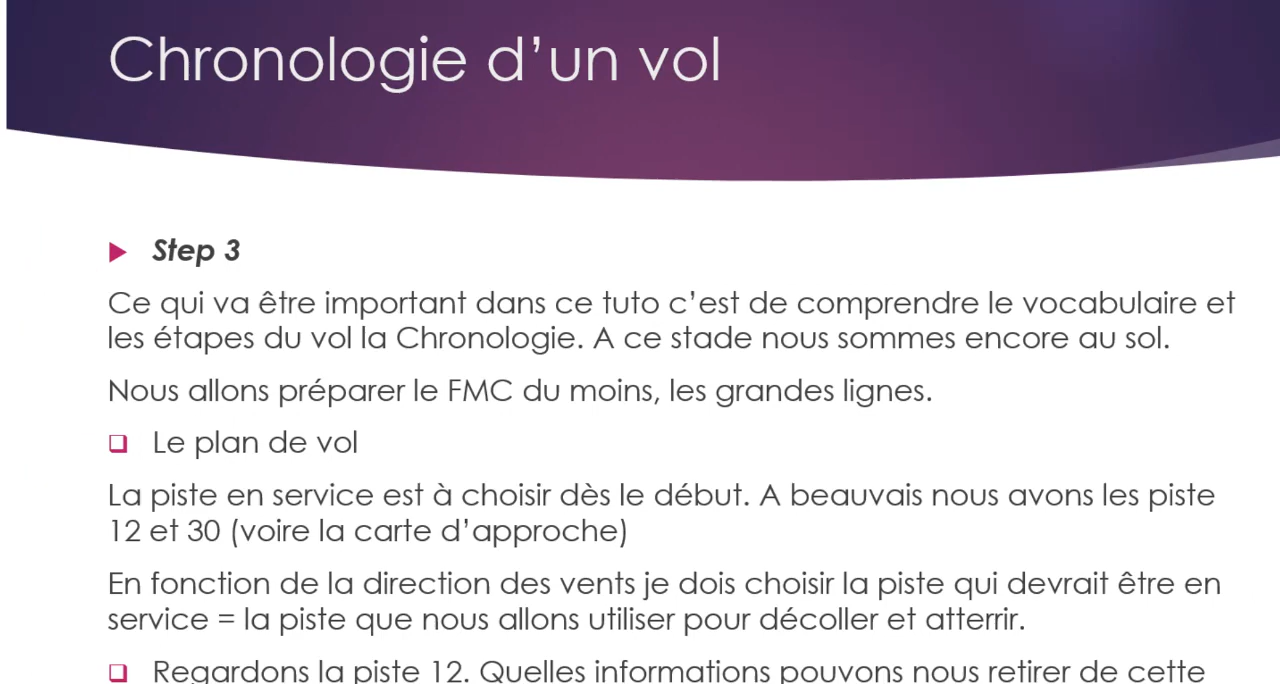 Chronologie d’un vol
Step 3
Ce qui va être important dans ce tuto c’est de comprendre le vocabulaire et
les étapes du vol la Chronologie. A ce stade nous sommes encore au sol.
Nous allons préparer le FMC du moins, les grandes lignes.
Le plan de vol
La piste en service est à choisir dès le début. A beauvais nous avons les piste
12 et 30 (voire la carte d’approche)
En fonction de la direction des vents je dois choisir la piste qui devrait être en
service = la piste que nous allons utiliser pour décoller et atterrir.
Regardons la piste 12. Quelles informations pouvons nous retirer de cette